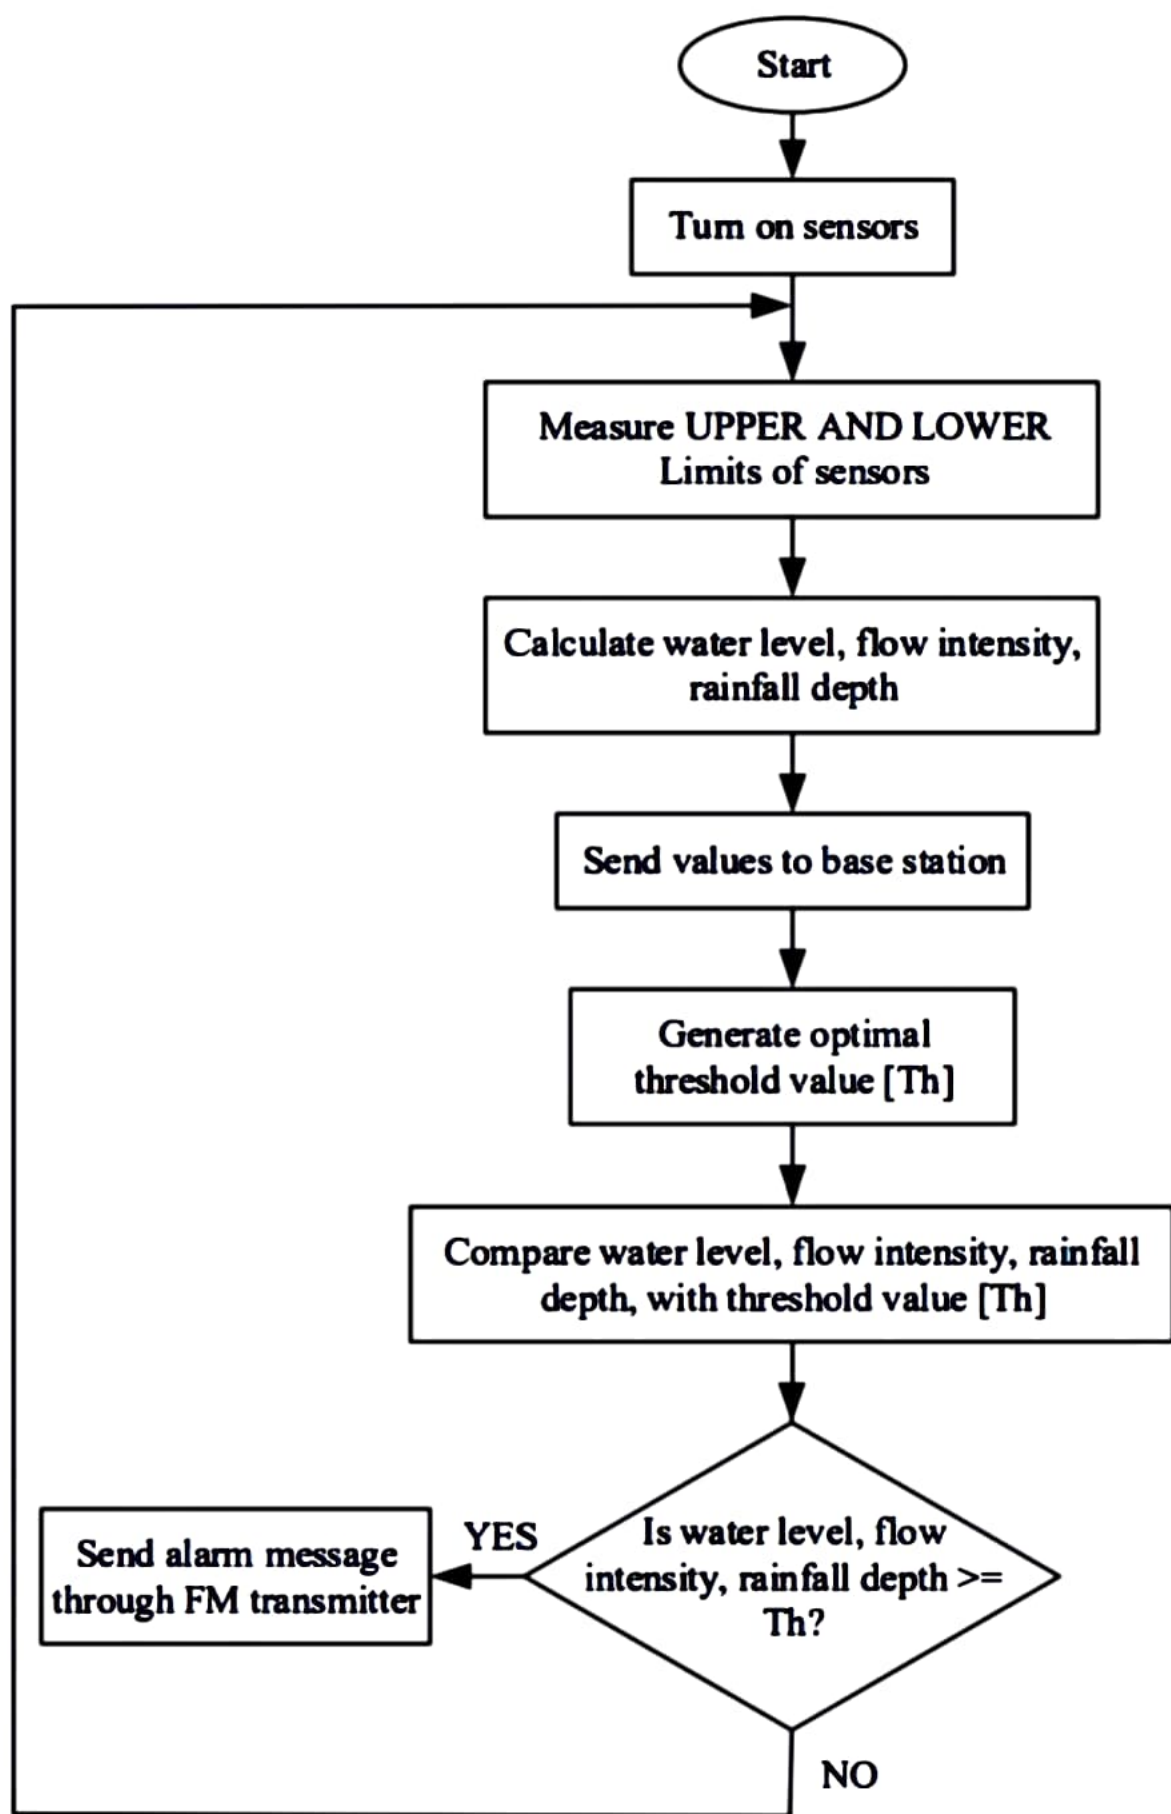 Start
Turn on sensors
Measure UPPER AND LOWER
Limits of sensors
Calculate water level, flow intensity,
rainfall depth
Send values to base station
Generate optimal
threshold value [Th]
Compare water level, flow intensity, rainfall
depth, with threshold value [Th]
Is water level, flow
intensity, rainfall depth >=
Th?
YES
Send alarm message
through FM transmitter
NO